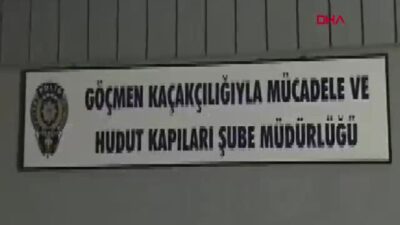 DHA
GÖÇMEN KAÇAKÇILIĞIYLA MÜCADELE VE
HUDUT KAPILARI ŞUBE MÜDÜRLÜĞÜ